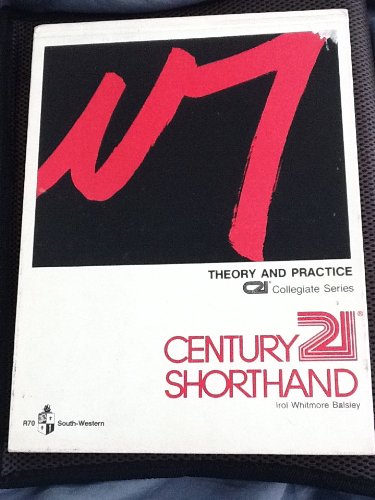 THEORY AND PRACTICE
C21® Collegiate Series
CENTURY 21®
SHORTHAND
Irol Whitmore Balsley
R70 South-Western